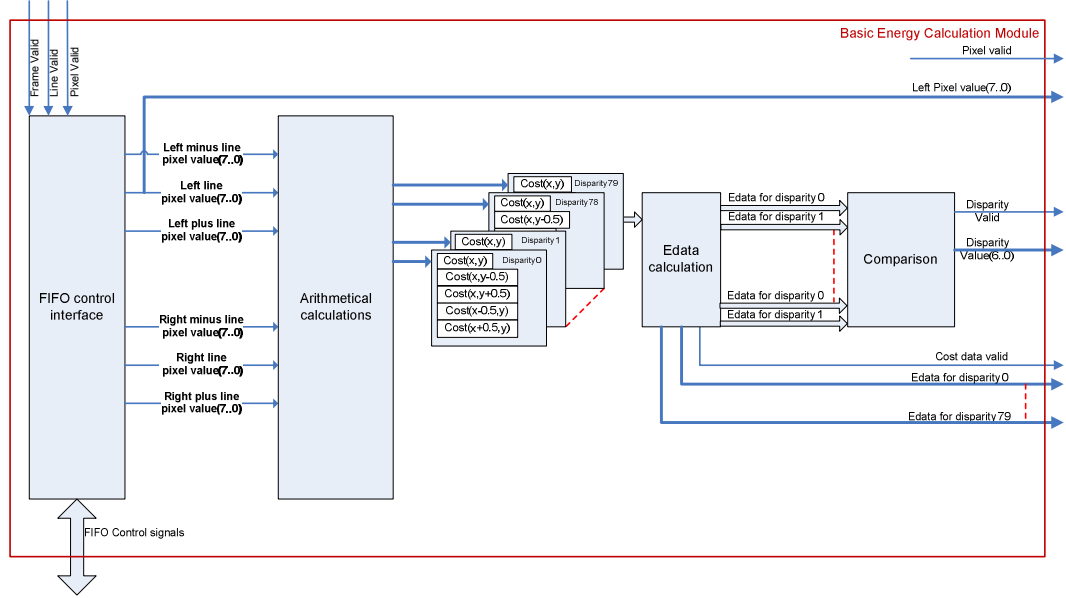 Basic Energy Calculation Module
Frame Valid
Line Valid
Pixel Valid
Pixel valid
Left Pixel value(7..0)
FIFO control
interface
Left minus line
pixel value(7..0)
Left line
pixel value(7..0)
Left plus line
pixel value(7..0)
Right minus line
pixel value(7..0)
Right line
pixel value(7..0)
Right plus line
pixel value(7..0)
Arithmetical
calculations
Cost(x,y) Disparity79
Cost(x,y) Disparity78
Cost(x,y-0.5)
Cost(x,y) Disparity1
Cost(x,y) Disparity0
Cost(x,y-0.5)
Cost(x,y+0.5)
Cost(x-0.5,y)
Cost(x+0.5,y)
Edata
calculation
Edata for disparity 0
Edata for disparity 1
Edata for disparity 0
Edata for disparity 1
Comparison
Disparity
Valid
Disparity
Value(6..0)
Cost data valid
Edata for disparity 0
Edata for disparity 79
FIFO Control signals